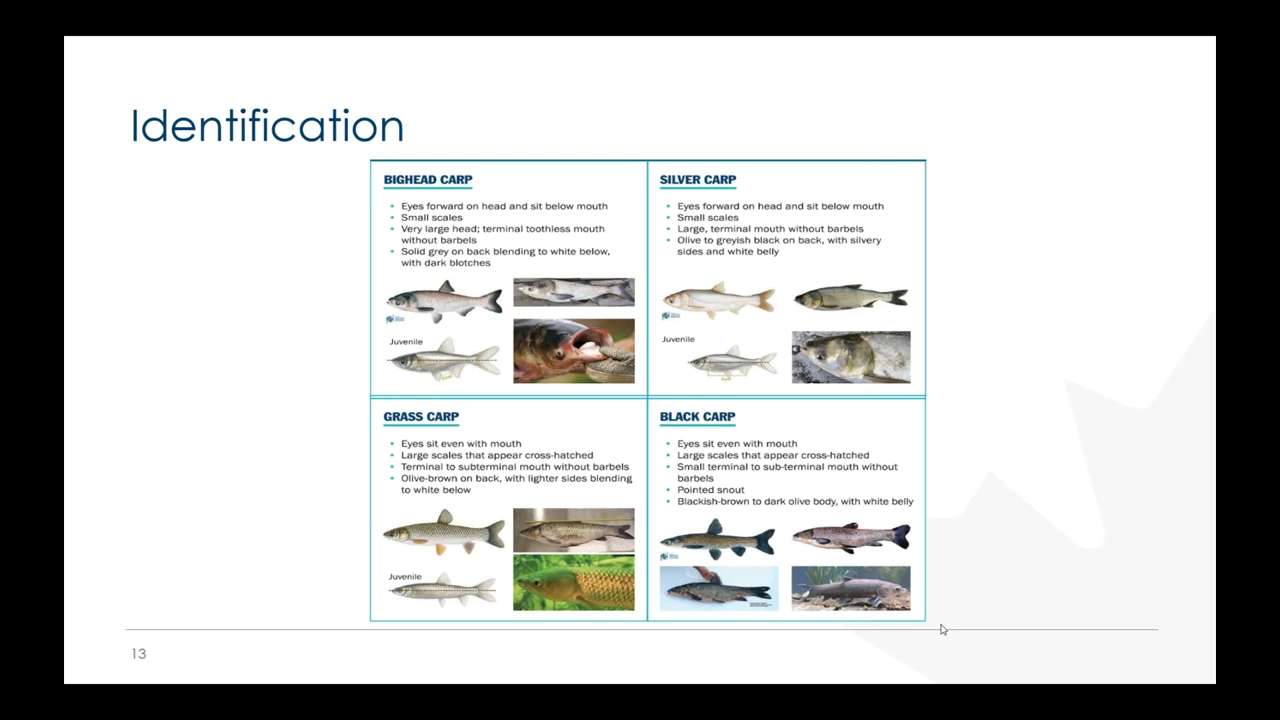 Identification
BIGHEAD CARP
• Eyes forward on head and sit below mouth
• Small scales
• Very large head; terminal toothless mouth
without barbels
• Solid grey on back blending to white below,
with dark blotches
Juvenile
SILVER CARP
• Eyes forward on head and sit below mouth
• Small scales
• Large, terminal mouth without barbels
• Olive to greyish black on back, with silvery
sides and white belly
Juvenile
GRASS CARP
• Eyes sit even with mouth
• Large scales that appear cross-hatched
• Terminal to subterminal mouth without barbels
• Olive-brown on back, with lighter sides blending
to white below
Juvenile
BLACK CARP
• Eyes sit even with mouth
• Large scales that appear cross-hatched
• Small terminal to sub-terminal mouth without
barbels
• Pointed snout
• Blackish-brown to dark olive body, with white belly
13